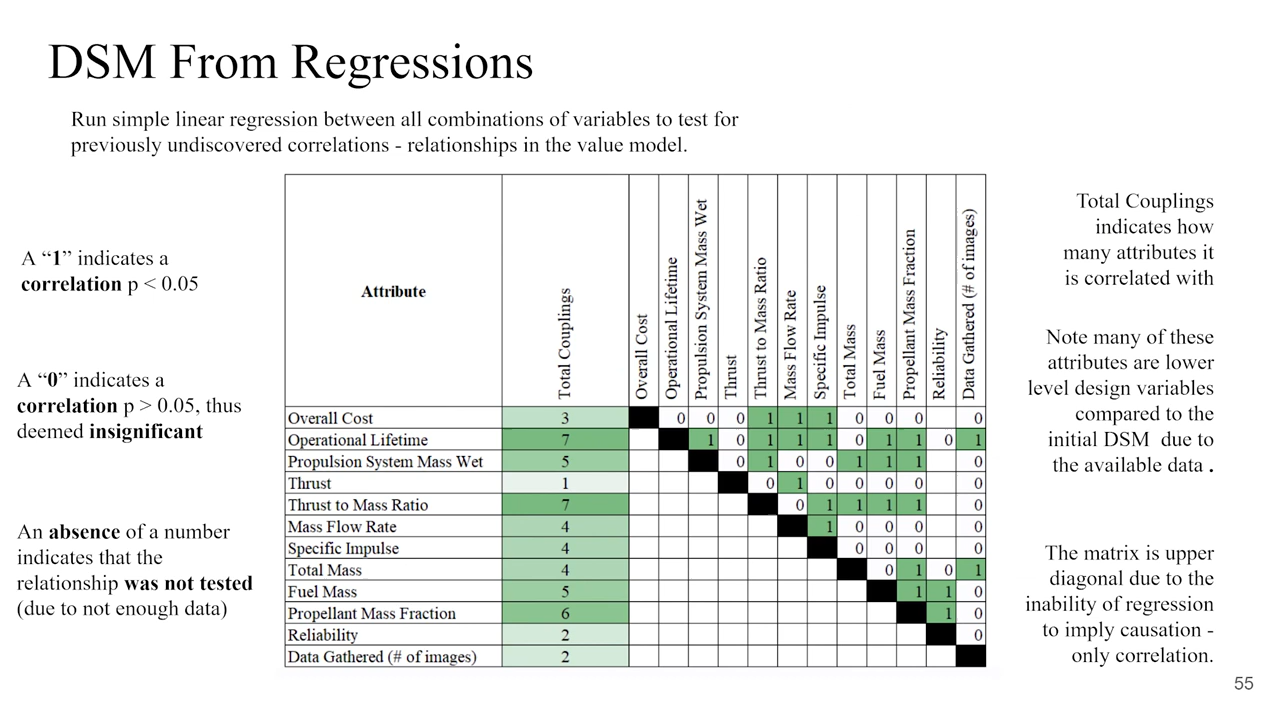 DSM From Regressions
Run simple linear regression between all combinations of variables to test for
previously undiscovered correlations - relationships in the value model.
A “1” indicates a
correlation p < 0.05
A “0” indicates a
correlation p > 0.05, thus
deemed insignificant
An absence of a number
indicates that the
relationship was not tested
(due to not enough data)
Attribute Total Couplings Overall Cost Operational Lifetime Propulsion System Mass Wet Thrust Thrust to Mass Ratio Mass Flow Rate Specific Impulse Total Mass Fuel Mass Propellant Mass Fraction Reliability Data Gathered (# of images)
Overall Cost 3 0 0 0 1 1 1 0 0 0 0
Operational Lifetime 7 1 0 1 1 1 0 1 1 0 1
Propulsion System Mass Wet 5 0 1 0 0 1 1 1 0
Thrust 1 0 1 0 0 0 0 0
Thrust to Mass Ratio 7 0 1 1 1 1 0
Mass Flow Rate 4 1 0 0 0 0
Specific Impulse 4 0 0 0 0
Total Mass 4 0 1 0 1
Fuel Mass 5 1 1 0
Propellant Mass Fraction 6 1 0
Reliability 2 0
Data Gathered (# of images) 2
Total Couplings
indicates how
many attributes it
is correlated with
Note many of these
attributes are lower
level design variables
compared to the
initial DSM due to
the available data .
The matrix is upper
diagonal due to the
inability of regression
to imply causation -
only correlation.
55